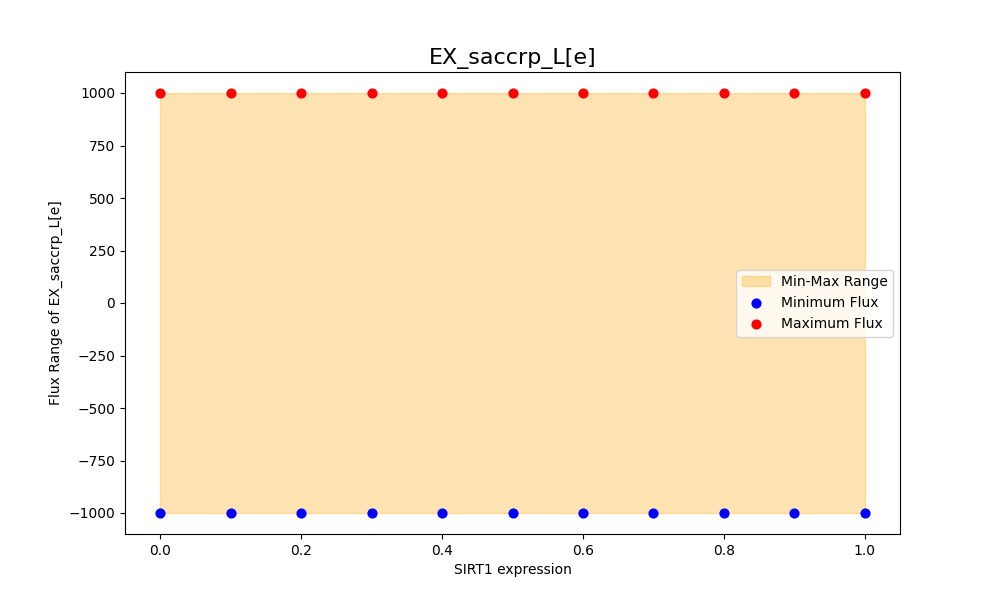 EX_saccrp_L[e]
Flux Range of EX_saccrp_L[e]
1000
750
500
250
0
−250
−500
−750
−1000
Min-Max Range
Minimum Flux
Maximum Flux
0.0
0.2
0.4
0.6
0.8
1.0
SIRT1 expression